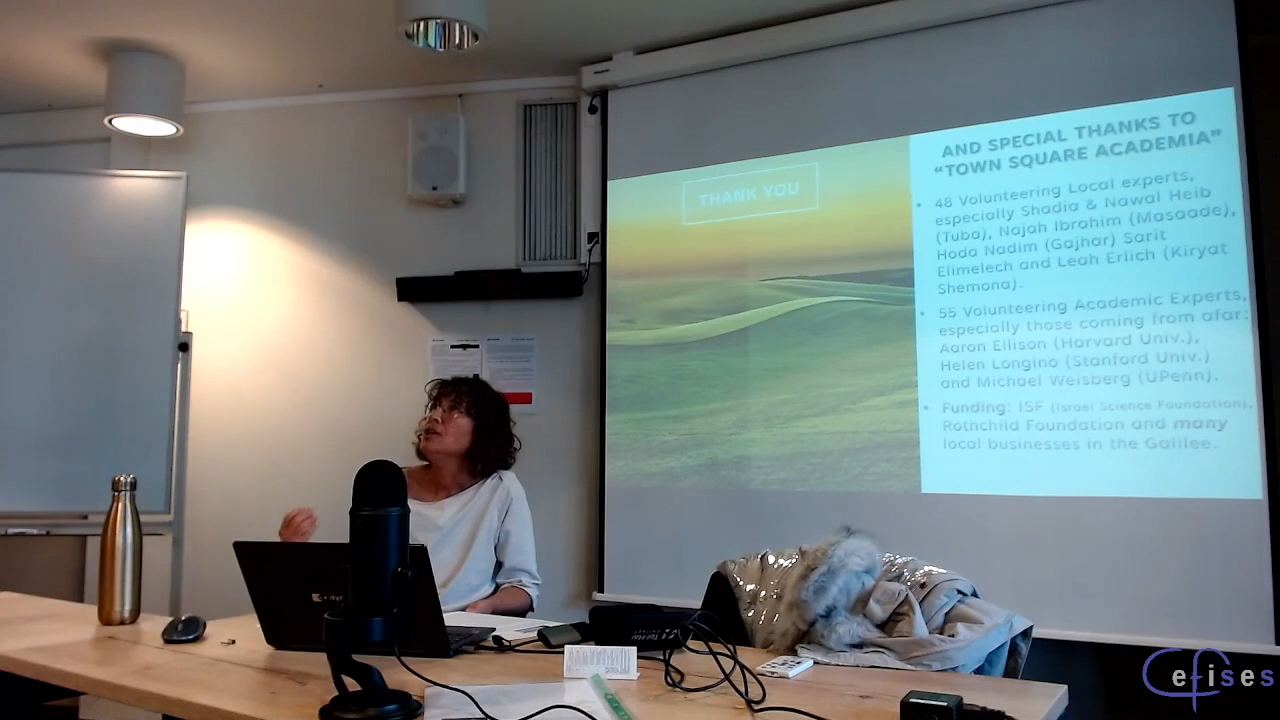 THANK YOU
AND SPECIAL THANKS TO
“TOWN SQUARE ACADEMIA”
• 48 Volunteering Local experts,
especially Shadia & Nawal Heib
(Tuba), Najah Ibrahim (Masaade),
Hoda Nadim (Gajhar) Sarit
Elimelech and Leah Erlich (Kiryat
Shemona).
• 55 Volunteering Academic Experts,
especially those coming from afar:
Aaron Ellison (Harvard Univ.),
Helen Longino (Stanford Univ.)
and Michael Weisberg (UPenn).
• Funding: ISF (Israel Science Foundation),
Rothchild Foundation and many
local businesses in the Galilee.
Tel-Hai
Cefises